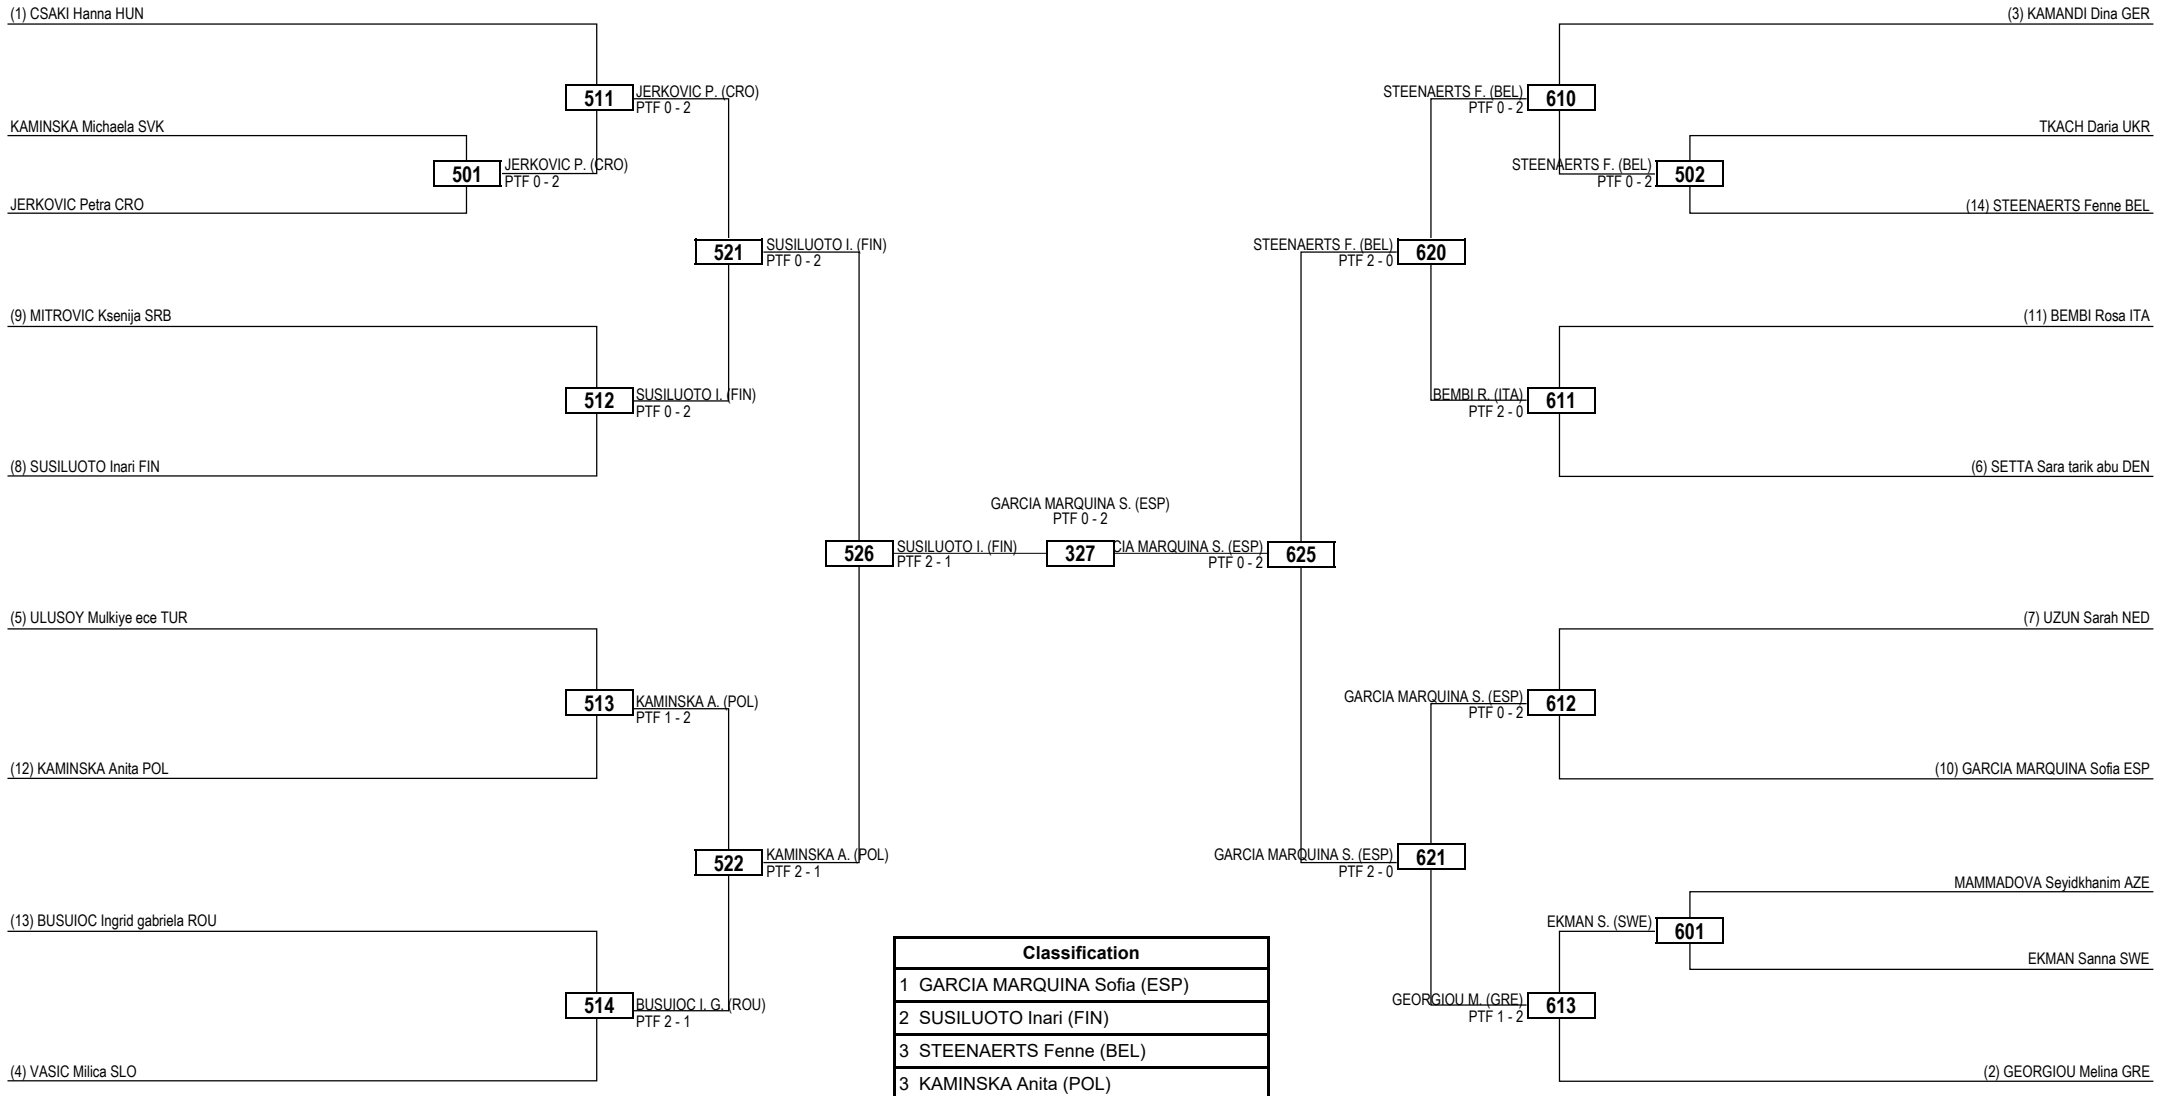 (1) CSAKI Hanna HUN
(3) KAMANDI Dina GER
511
JERKOVIC P. (CRO)
PTF 0 - 2
STEENAERTS F. (BEL)
PTF 0 - 2
610
KAMINSKA Michaela SVK
TKACH Daria UKR
501
JERKOVIC P. (CRO)
PTF 0 - 2
STEENAERTS F. (BEL)
PTF 0 - 2
502
JERKOVIC Petra CRO
(14) STEENAERTS Fenne BEL
521
SUSILUOTO I. (FIN)
PTF 0 - 2
STEENAERTS F. (BEL)
PTF 2 - 0
620
(9) MITROVIC Ksenija SRB
(11) BEMBI Rosa ITA
512
SUSILUOTO I. (FIN)
PTF 0 - 2
BEMBI R. (ITA)
PTF 2 - 0
611
(8) SUSILUOTO Inari FIN
(6) SETTA Sara tarik abu DEN
GARCIA MARQUINA S. (ESP)
PTF 0 - 2
526
SUSILUOTO I. (FIN)
PTF 2 - 1
327
CIA MARQUINA S. (ESP)
PTF 0 - 2
625
(5) ULUSOY Mulkiye ece TUR
(7) UZUN Sarah NED
513
KAMINSKA A. (POL)
PTF 1 - 2
GARCIA MARQUINA S. (ESP)
PTF 0 - 2
612
(12) KAMINSKA Anita POL
(10) GARCIA MARQUINA Sofia ESP
522
KAMINSKA A. (POL)
PTF 2 - 1
GARCIA MARQUINA S. (ESP)
PTF 2 - 0
621
MAMMADOVA Seyidkhanim AZE
(13) BUSUIOC Ingrid gabriela ROU
EKMAN S. (SWE)
601
EKMAN Sanna SWE
514
BUSUIOC I. G. (ROU)
PTF 2 - 1
GEORGIOU M. (GRE)
PTF 1 - 2
613
(4) VASIC Milica SLO
(2) GEORGIOU Melina GRE
Classification
1 GARCIA MARQUINA Sofia (ESP)
2 SUSILUOTO Inari (FIN)
3 STEENAERTS Fenne (BEL)
3 KAMINSKA Anita (POL)